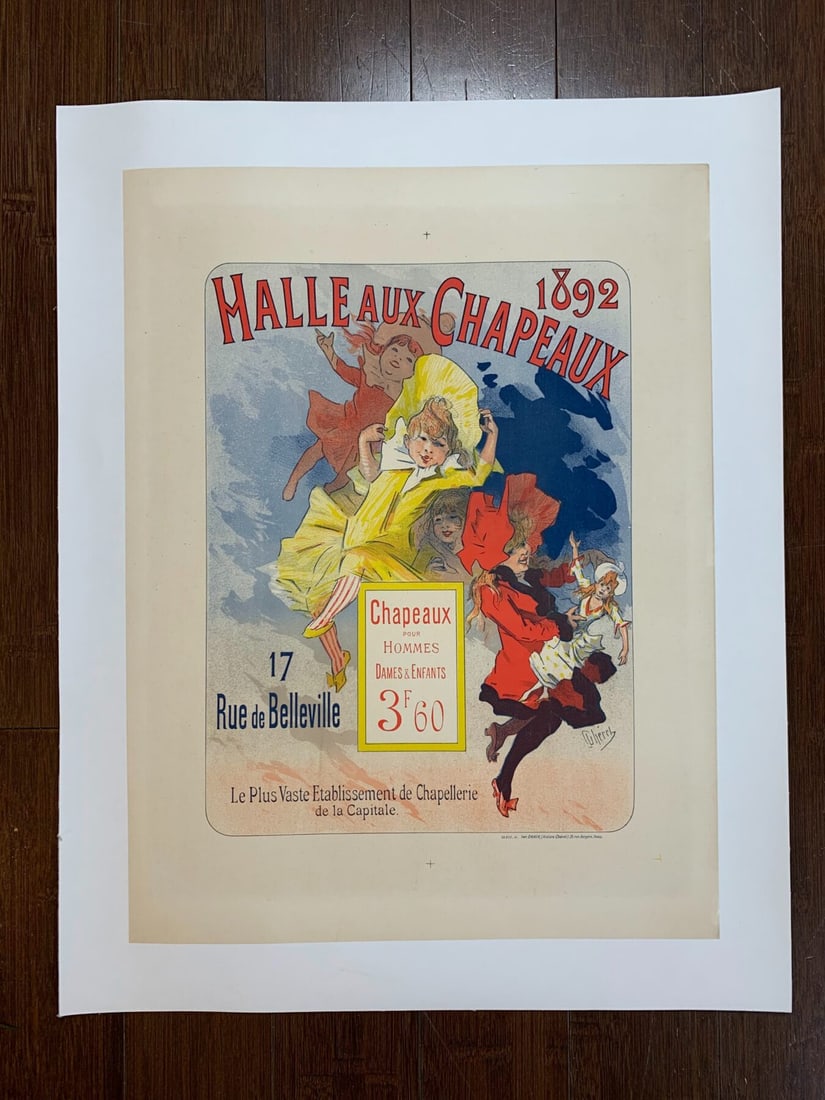 HALLE AUX CHAPEAUX
1892
Chapeaux
POUR
HOMMES
DAMES & ENFANTS
3F60
17
Rue de Belleville
Le Plus Vaste Etablissement de Chapellerie
de la Capitale.
Chéret